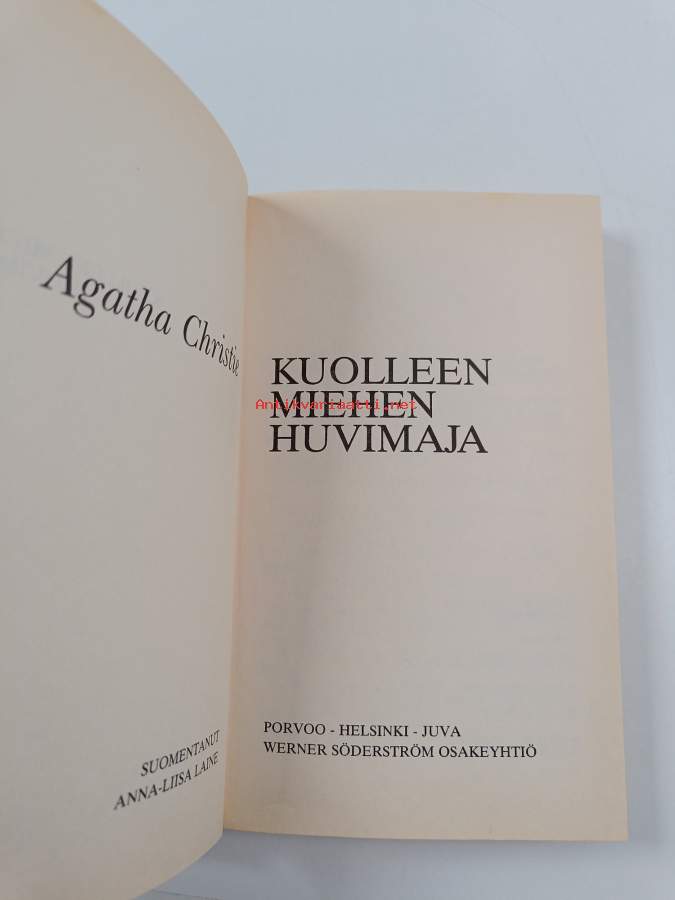 Agatha Christie
SUOMENTANUT
ANNA-LIISA LAINE
KUOLLEEN
Antikvariaatti.net
MIEHEN
HUVIMAJA
PORVOO - HELSINKI - JUVA
WERNER SÖDERSTRÖM OSAKEYHTIÖ